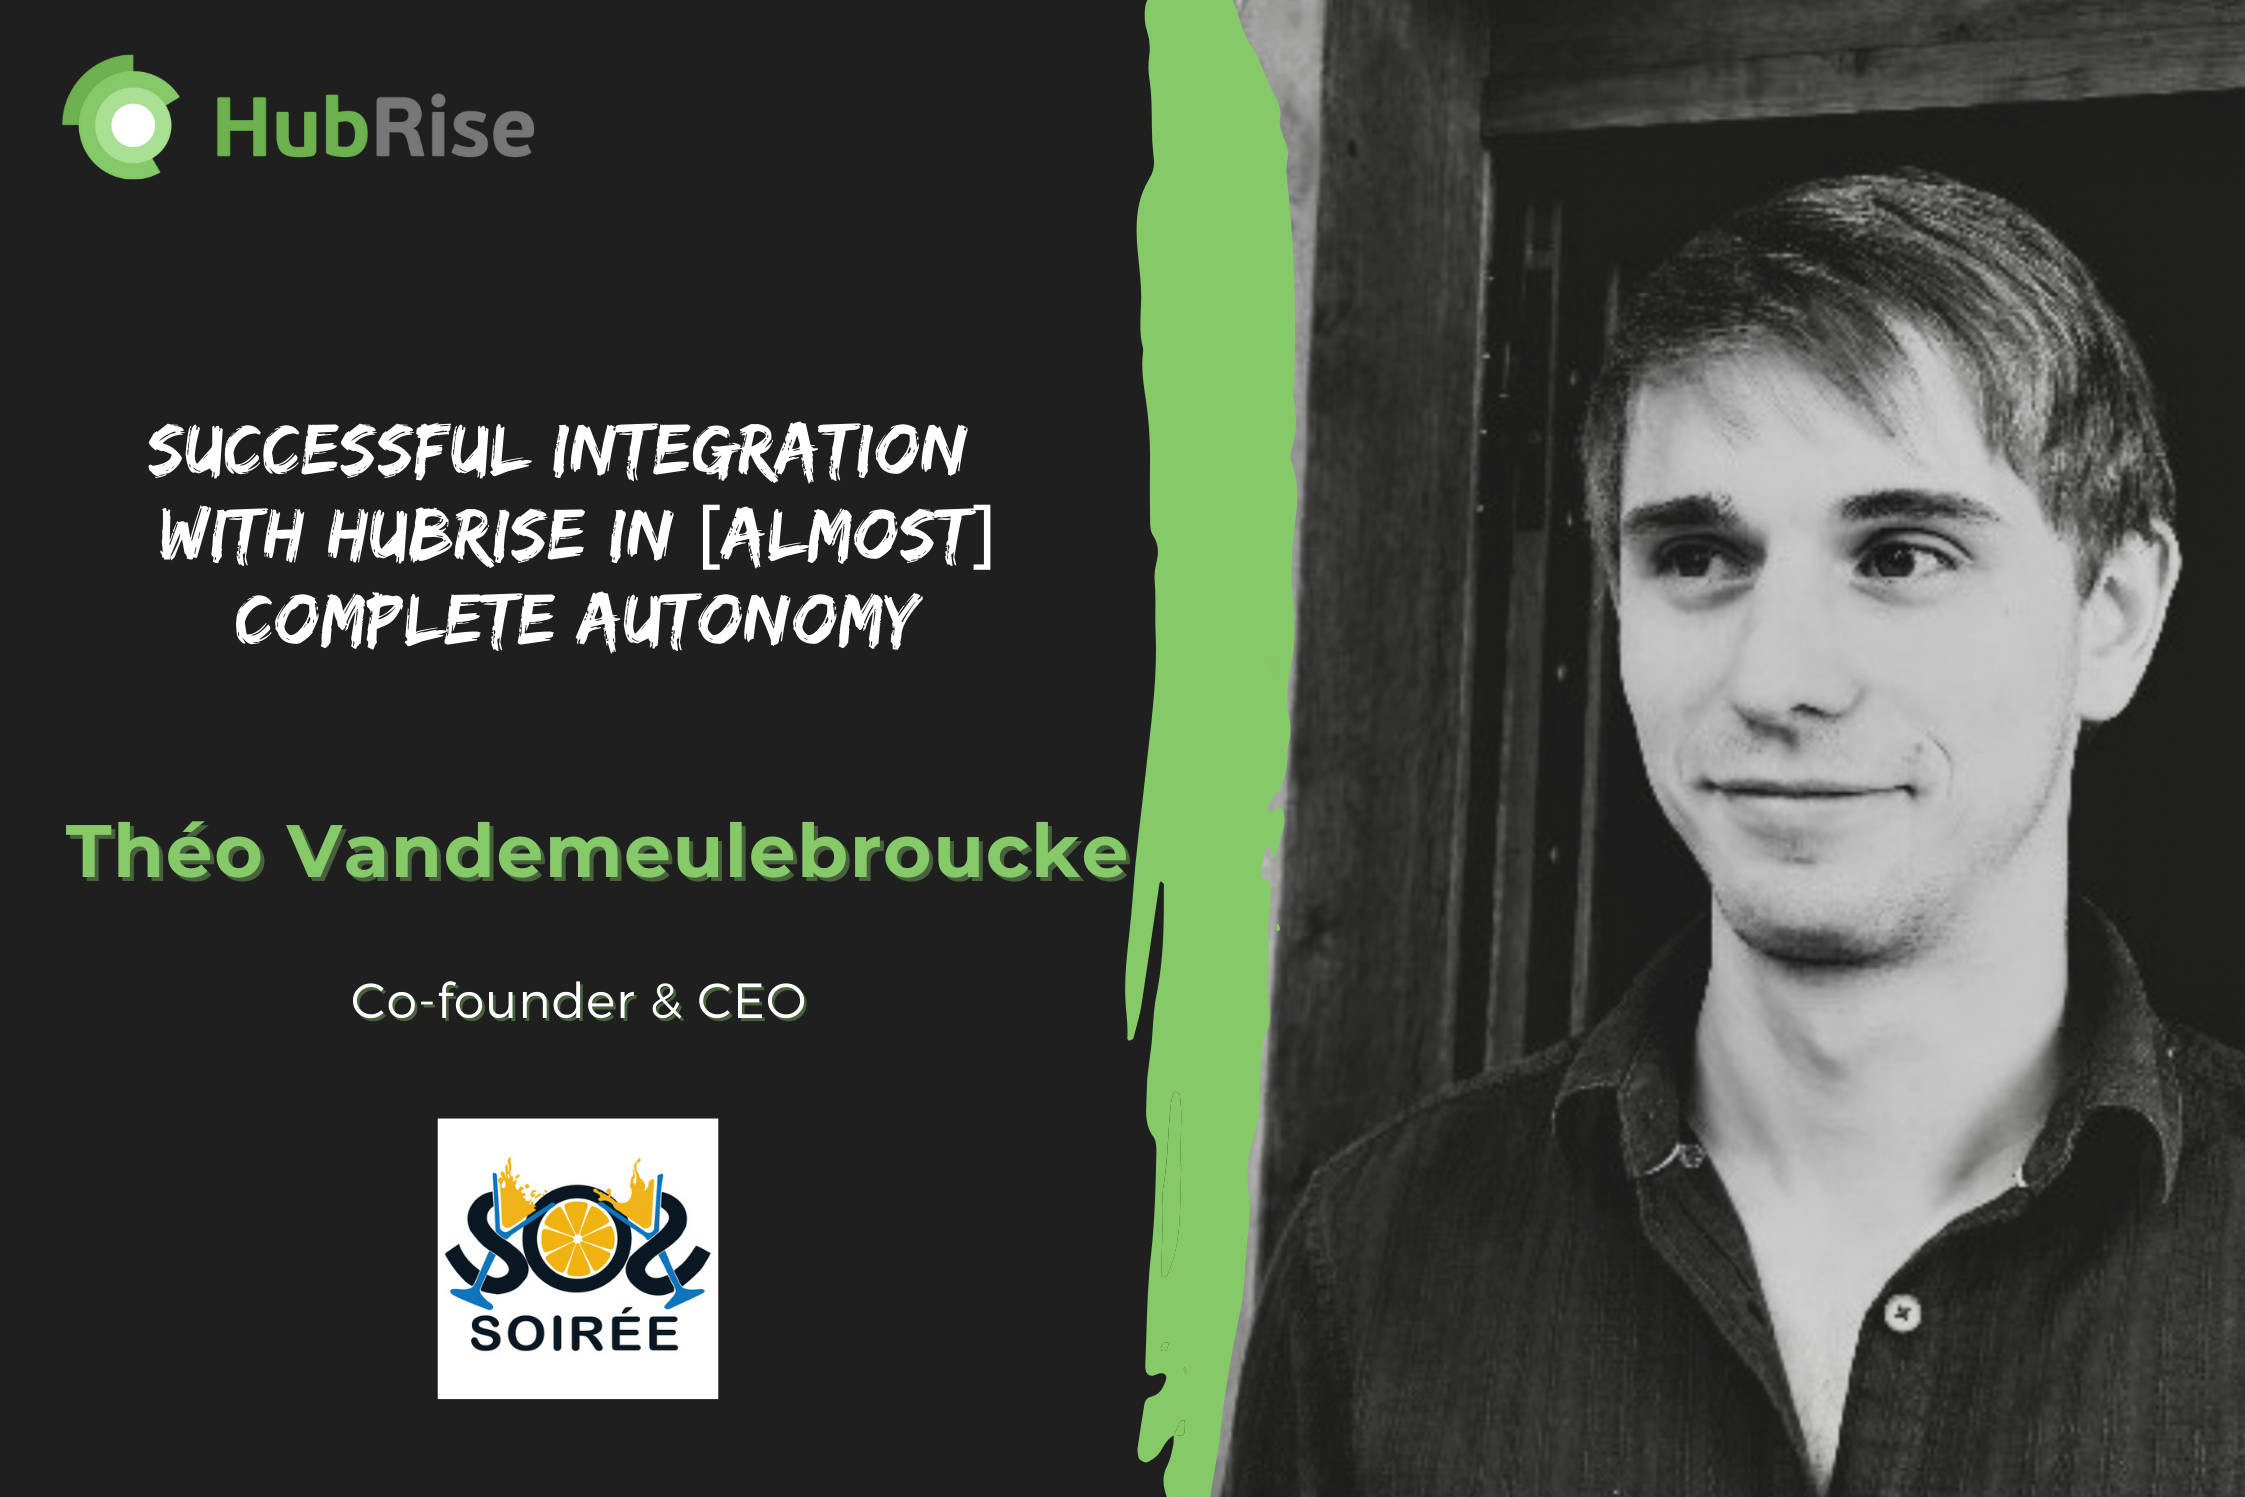 HubRise
SUCCESSFUL INTEGRATION
WITH HUBRISE IN [ALMOST]
COMPLETE AUTONOMY
Théo Vandemeulebroucke
Co-founder & CEO
SOS
SOIRÉE